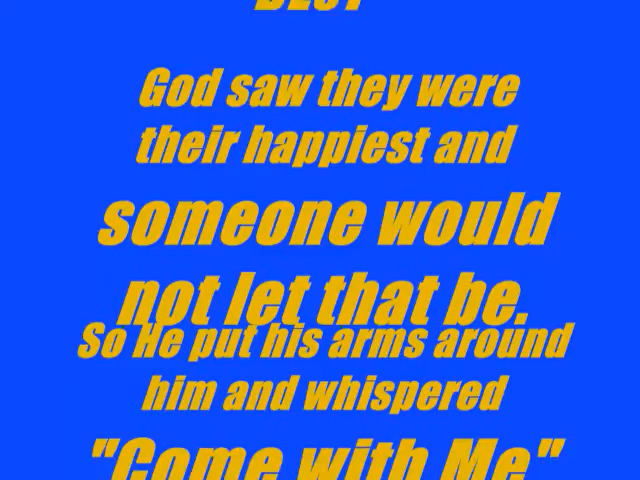 BEST
God saw they were
their happiest and
someone would
not let that be.
So He put his arms around
him and whispered
"Come with Me"